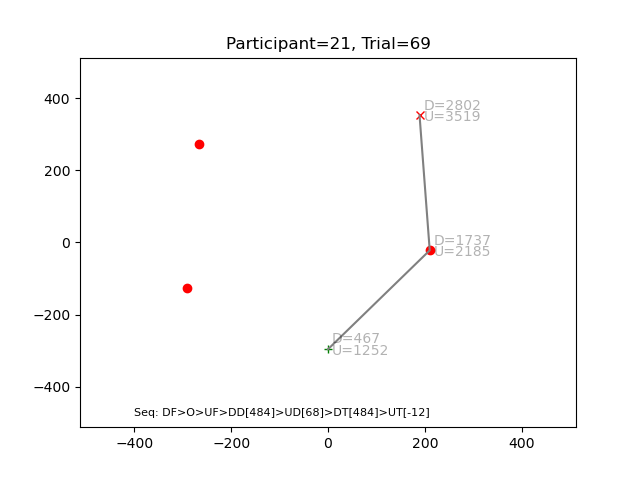 Participant=21, Trial=69
400
200
0
−200
−400
D=2802
U=3519
D=1737
U=2185
D=467
U=1252
Seq: DF>O>UF>DD[484]>UD[68]>DT[484]>UT[-12]
−400 −200 0 200 400